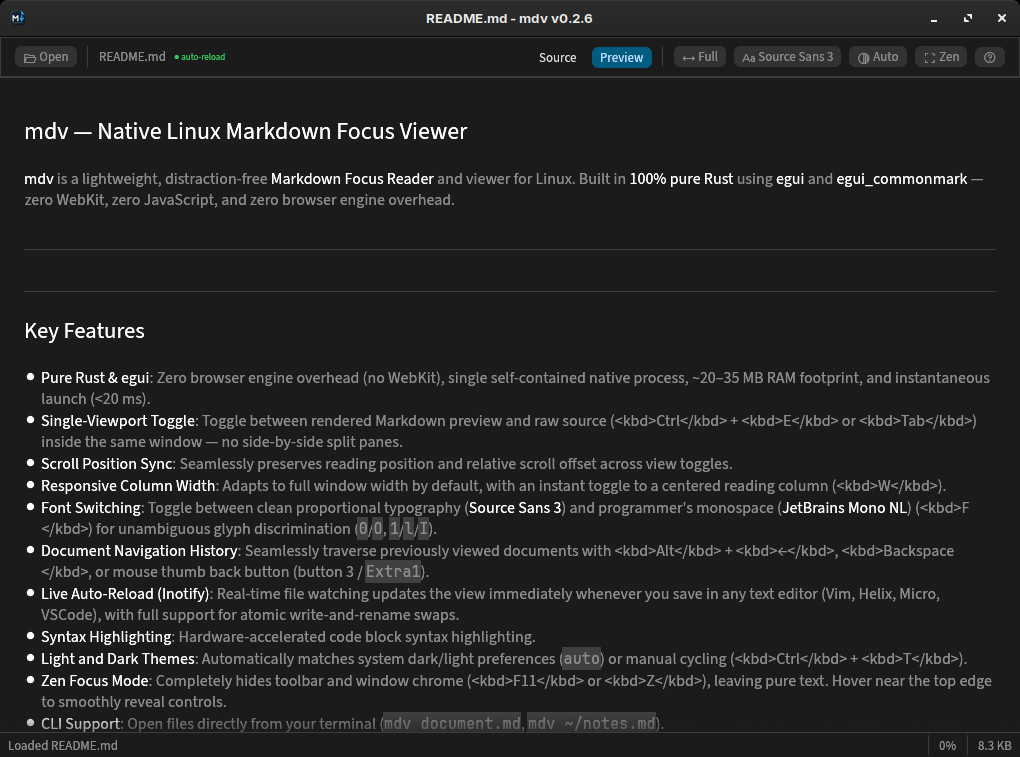 README.md - mdv v0.2.6
Open README.md auto-reload Source Preview Full Aa Source Sans 3 Auto Zen
mdv — Native Linux Markdown Focus Viewer
mdv is a lightweight, distraction-free Markdown Focus Reader and viewer for Linux. Built in 100% pure Rust using egui and egui_commonmark —
zero WebKit, zero JavaScript, and zero browser engine overhead.
Key Features
• Pure Rust & egui: Zero browser engine overhead (no WebKit), single self-contained native process, ~20–35 MB RAM footprint, and instantaneous
launch (<20 ms).
• Single-Viewport Toggle: Toggle between rendered Markdown preview and raw source (<kbd>Ctrl</kbd> + <kbd>E</kbd> or <kbd>Tab</kbd>)
inside the same window — no side-by-side split panes.
• Scroll Position Sync: Seamlessly preserves reading position and relative scroll offset across view toggles.
• Responsive Column Width: Adapts to full window width by default, with an instant toggle to a centered reading column (<kbd>W</kbd>).
• Font Switching: Toggle between clean proportional typography (Source Sans 3) and programmer's monospace (JetBrains Mono NL) (<kbd>F
</kbd>) for unambiguous glyph discrimination (0/O, 1/l/I).
• Document Navigation History: Seamlessly traverse previously viewed documents with <kbd>Alt</kbd> + <kbd>←</kbd>, <kbd>Backspace
</kbd>, or mouse thumb back button (button 3 / Extra1).
• Live Auto-Reload (Inotify): Real-time file watching updates the view immediately whenever you save in any text editor (Vim, Helix, Micro,
VSCode), with full support for atomic write-and-rename swaps.
• Syntax Highlighting: Hardware-accelerated code block syntax highlighting.
• Light and Dark Themes: Automatically matches system dark/light preferences (auto) or manual cycling (<kbd>Ctrl</kbd> + <kbd>T</kbd>).
• Zen Focus Mode: Completely hides toolbar and window chrome (<kbd>F11</kbd> or <kbd>Z</kbd>), leaving pure text. Hover near the top edge
to smoothly reveal controls.
• CLI Support: Open files directly from your terminal (mdv document.md, mdv ~/notes.md).
Loaded README.md 0% 8.3 KB